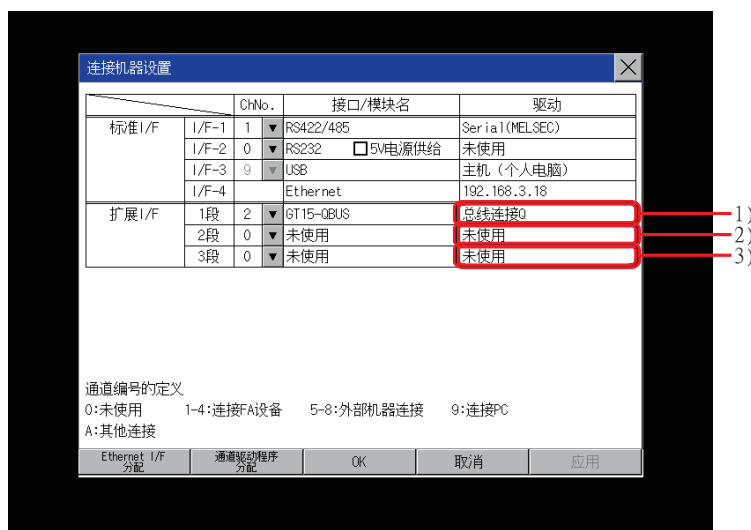 连接机器设置
ChNo. 接口/模块名 驱动
标准I/F I/F-1 1 RS422/485 Serial(MELSEC)
I/F-2 0 RS232 5V电源供给 未使用
I/F-3 9 USB 主机（个人电脑）
I/F-4 Ethernet 192.168.3.18
扩展I/F 1段 2 GT15-QBUS 总线连接Q 1)
2段 0 未使用 未使用 2)
3段 0 未使用 未使用 3)
通道编号的定义
0:未使用 1-4:连接FA设备 5-8:外部机器连接 9:连接PC
A:其他连接
Ethernet I/F 分配 通道驱动程序 分配 OK 取消 应用